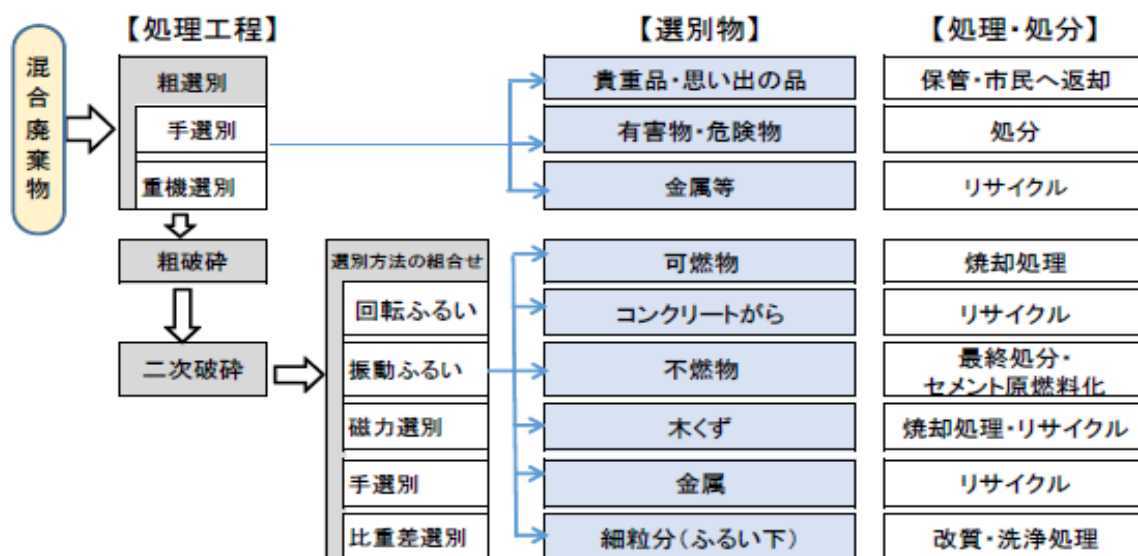 【処理工程】
【選別物】
【処理・処分】
混合廃棄物
粗選別
手選別
重機選別
貴重品・思い出の品
保管・市民へ返却
有害物・危険物
処分
金属等
リサイクル
粗破砕
二次破砕
選別方法の組合せ
回転ふるい
振動ふるい
磁力選別
手選別
比重差選別
可燃物
焼却処理
コンクリートがら
リサイクル
不燃物
最終処分・
セメント原燃料化
木くず
焼却処理・リサイクル
金属
リサイクル
細粒分（ふるい下）
改質・洗浄処理